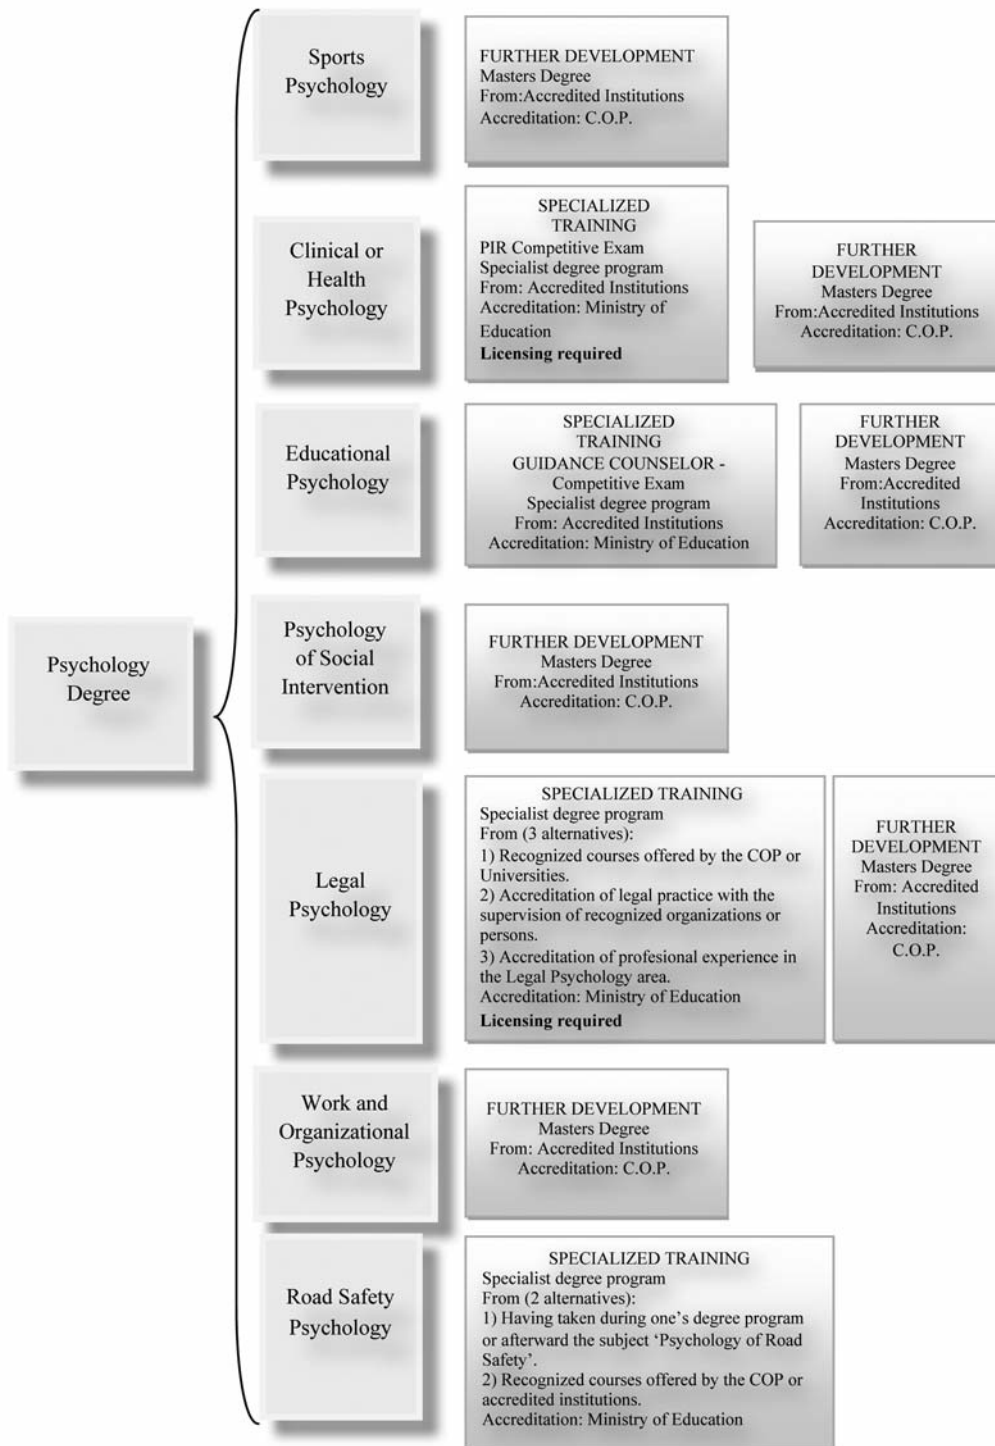 Sports
Psychology
FURTHER DEVELOPMENT
Masters Degree
From:Accredited Institutions
Accreditation: C.O.P.
Clinical or
Health
Psychology
SPECIALIZED
TRAINING
PIR Competitive Exam
Specialist degree program
From: Accredited Institutions
Accreditation: Ministry of
Education
Licensing required
FURTHER
DEVELOPMENT
Masters Degree
From:Accredited Institutions
Accreditation: C.O.P.
Educational
Psychology
SPECIALIZED
TRAINING
GUIDANCE COUNSELOR -
Competitive Exam
Specialist degree program
From: Accredited Institutions
Accreditation: Ministry of Education
FURTHER
DEVELOPMENT
Masters Degree
From:Accredited
Institutions
Accreditation: C.O.P.
Psychology
Degree
Psychology
of Social
Intervention
FURTHER DEVELOPMENT
Masters Degree
From:Accredited Institutions
Accreditation: C.O.P.
Legal
Psychology
SPECIALIZED TRAINING
Specialist degree program
From (3 alternatives):
1) Recognized courses offered by the COP or
Universities.
2) Accreditation of legal practice with the
supervision of recognized organizations or
persons.
3) Accreditation of profesional experience in
the Legal Psychology area.
Accreditation: Ministry of Education
Licensing required
FURTHER
DEVELOPMENT
Masters Degree
From: Accredited
Institutions
Accreditation:
C.O.P.
Work and
Organizational
Psychology
FURTHER DEVELOPMENT
Masters Degree
From: Accredited Institutions
Accreditation: C.O.P.
Road Safety
Psychology
SPECIALIZED TRAINING
Specialist degree program
From (2 alternatives):
1) Having taken during one’s degree program
or afterward the subject ‘Psychology of Road
Safety’.
2) Recognized courses offered by the COP or
accredited institutions.
Accreditation: Ministry of Education